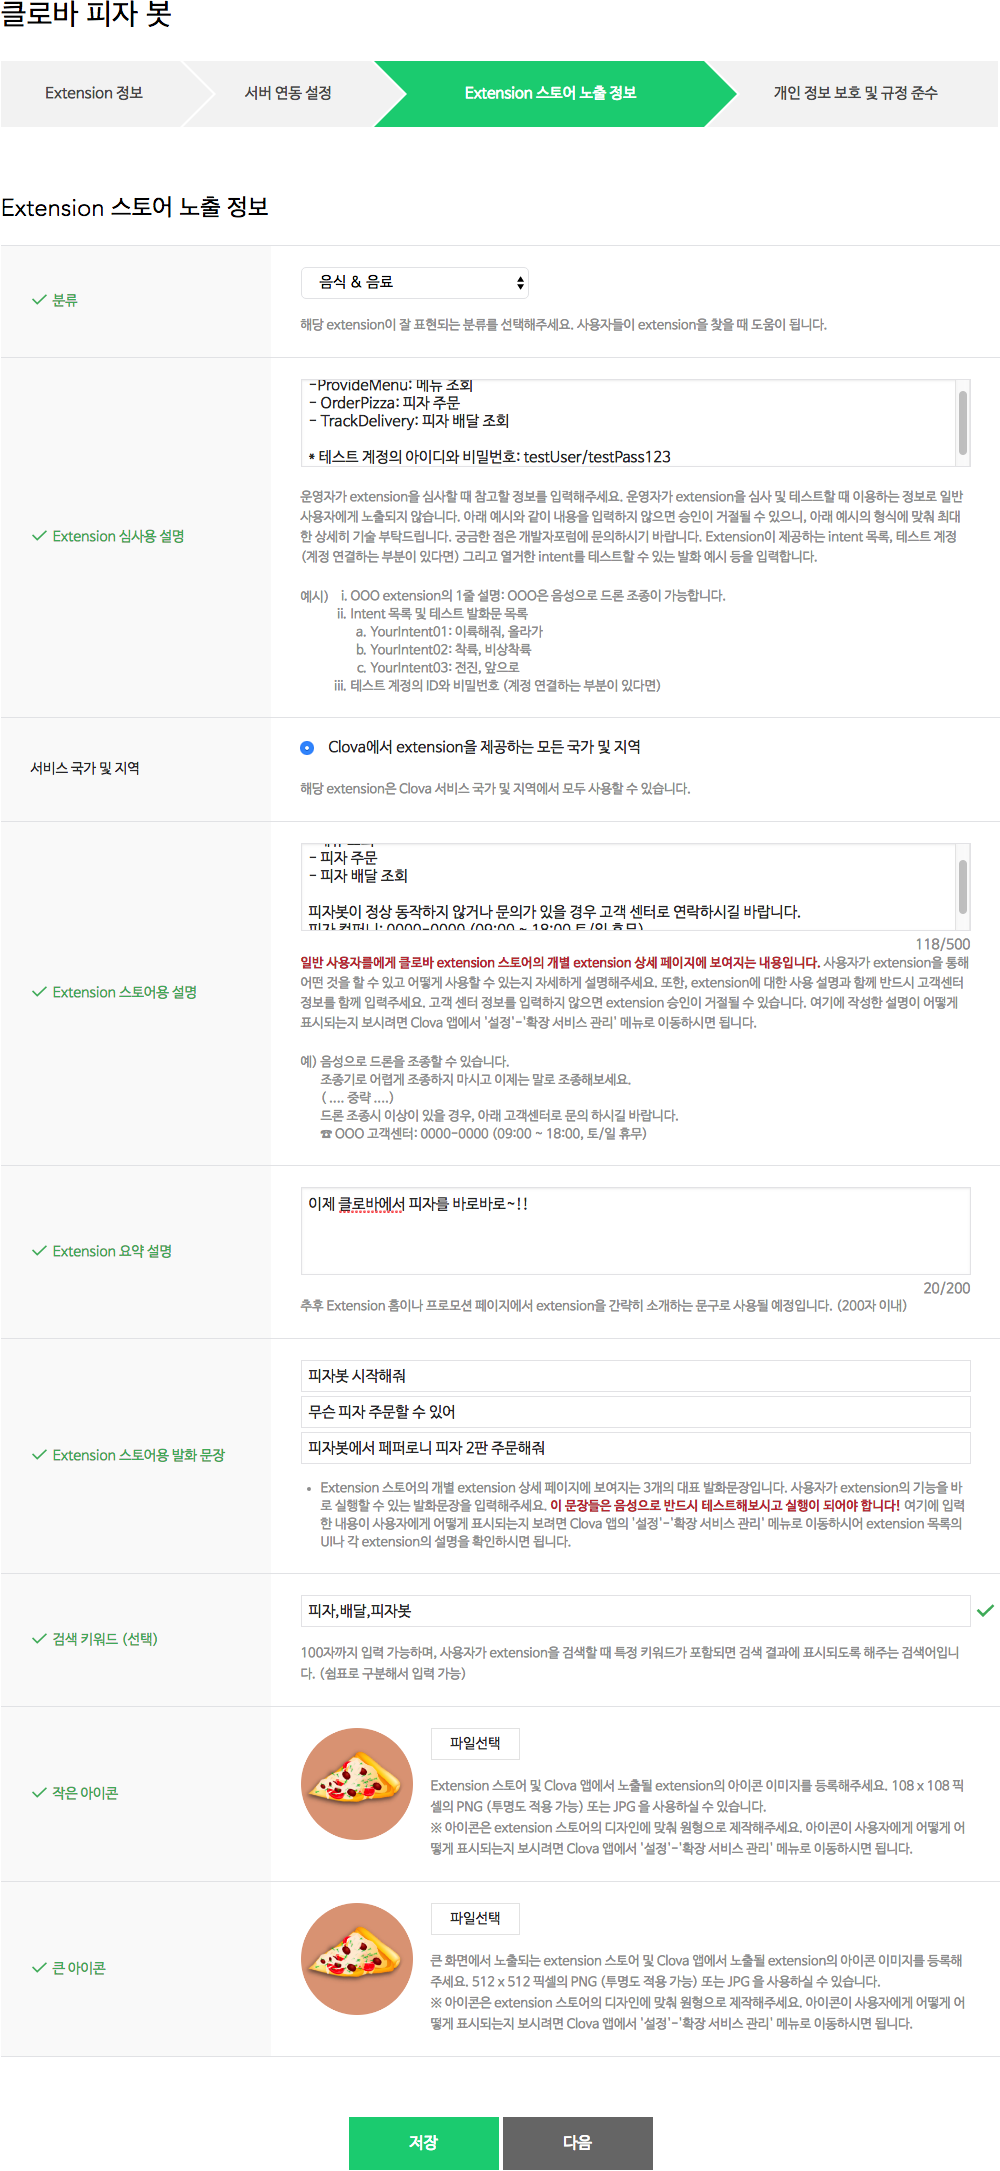 클로바 피자 봇
Extension 정보
서버 연동 설정
Extension 스토어 노출 정보
개인 정보 보호 및 규정 준수
Extension 스토어 노출 정보
분류
음식 & 음료
해당 extension이 잘 표현되는 분류를 선택해주세요. 사용자들이 extension을 찾을 때 도움이 됩니다.
Extension 심사용 설명
-ProvideMenu: 메뉴 조회
- OrderPizza: 피자 주문
- TrackDelivery: 피자 배달 조회
* 테스트 계정의 아이디와 비밀번호: testUser/testPass123
운영자가 extension을 심사할 때 참고할 정보를 입력해주세요. 운영자가 extension을 심사 및 테스트할 때 이용하는 정보로 일반
사용자에게 노출되지 않습니다. 아래 예시와 같이 내용을 입력하지 않으면 승인이 거절될 수 있으니, 아래 예시의 형식에 맞춰 최대
한 상세히 기술 부탁드립니다. 궁금한 점은 개발자포럼에 문의하시기 바랍니다. Extension이 제공하는 intent 목록, 테스트 계정
(계정 연결하는 부분이 있다면) 그리고 열거한 intent를 테스트할 수 있는 발화 예시 등을 입력합니다.
예시) i. OOO extension의 1줄 설명: OOO은 음성으로 드론 조종이 가능합니다.
ii. Intent 목록 및 테스트 발화문 목록
a. YourIntent01: 이륙해줘, 올라가
b. YourIntent02: 착륙, 비상착륙
c. YourIntent03: 전진, 앞으로
iii. 테스트 계정의 ID와 비밀번호 (계정 연결하는 부분이 있다면)
서비스 국가 및 지역
Clova에서 extension을 제공하는 모든 국가 및 지역
해당 extension은 Clova 서비스 국가 및 지역에서 모두 사용할 수 있습니다.
Extension 스토어용 설명
- 피자 주문
- 피자 배달 조회
피자봇이 정상 동작하지 않거나 문의가 있을 경우 고객 센터로 연락하시길 바랍니다.
피자 컴퍼니: 0000-0000 (09:00 ~ 18:00 토/일 휴무)
118/500
일반 사용자들에게 클로바 extension 스토어의 개별 extension 상세 페이지에 보여지는 내용입니다. 사용자가 extension을 통해
어떤 것을 할 수 있고 어떻게 사용할 수 있는지 자세하게 설명해주세요. 또한, extension에 대한 사용 설명과 함께 반드시 고객센터
정보를 함께 입력주세요. 고객 센터 정보를 입력하지 않으면 extension 승인이 거절될 수 있습니다. 여기에 작성한 설명이 어떻게
표시되는지 보시려면 Clova 앱에서 '설정'-'확장 서비스 관리' 메뉴로 이동하시면 됩니다.
예) 음성으로 드론을 조종할 수 있습니다.
조종기로 어렵게 조종하지 마시고 이제는 말로 조종해보세요.
( .... 중략 ....)
드론 조종시 이상이 있을 경우, 아래 고객센터로 문의 하시길 바랍니다.
☎ OOO 고객센터: 0000-0000 (09:00 ~ 18:00, 토/일 휴무)
Extension 요약 설명
이제 클로바에서 피자를 바로바로~!!
20/200
추후 Extension 홈이나 프로모션 페이지에서 extension을 간략히 소개하는 문구로 사용될 예정입니다. (200자 이내)
Extension 스토어용 발화 문장
피자봇 시작해줘
무슨 피자 주문할 수 있어
피자봇에서 페퍼로니 피자 2판 주문해줘
• Extension 스토어의 개별 extension 상세 페이지에 보여지는 3개의 대표 발화문장입니다. 사용자가 extension의 기능을 바
로 실행할 수 있는 발화문장을 입력해주세요. 이 문장들은 음성으로 반드시 테스트해보시고 실행이 되어야 합니다! 여기에 입력
한 내용이 사용자에게 어떻게 표시되는지 보려면 Clova 앱의 '설정'-'확장 서비스 관리' 메뉴로 이동하시어 extension 목록의
UI나 각 extension의 설명을 확인하시면 됩니다.
검색 키워드 (선택)
피자,배달,피자봇
100자까지 입력 가능하며, 사용자가 extension을 검색할 때 특정 키워드가 포함되면 검색 결과에 표시되도록 해주는 검색어입니
다. (쉼표로 구분해서 입력 가능)
작은 아이콘
파일선택
Extension 스토어 및 Clova 앱에서 노출될 extension의 아이콘 이미지를 등록해주세요. 108 x 108 픽
셀의 PNG (투명도 적용 가능) 또는 JPG 을 사용하실 수 있습니다.
※ 아이콘은 extension 스토어의 디자인에 맞춰 원형으로 제작해주세요. 아이콘이 사용자에게 어떻게 어
떻게 표시되는지 보시려면 Clova 앱에서 '설정'-'확장 서비스 관리' 메뉴로 이동하시면 됩니다.
큰 아이콘
파일선택
큰 화면에서 노출되는 extension 스토어 및 Clova 앱에서 노출될 extension의 아이콘 이미지를 등록해
주세요. 512 x 512 픽셀의 PNG (투명도 적용 가능) 또는 JPG 을 사용하실 수 있습니다.
※ 아이콘은 extension 스토어의 디자인에 맞춰 원형으로 제작해주세요. 아이콘이 사용자에게 어떻게 어
떻게 표시되는지 보시려면 Clova 앱에서 '설정'-'확장 서비스 관리' 메뉴로 이동하시면 됩니다.
저장
다음